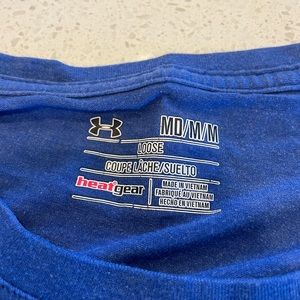 MD/M/M
LOOSE
COUPE LÂCHE/SUELTO
heatgear
MADE IN VIETNAM
FABRIQUÉ AU VIETNAM
HECHO EN VIETNAM